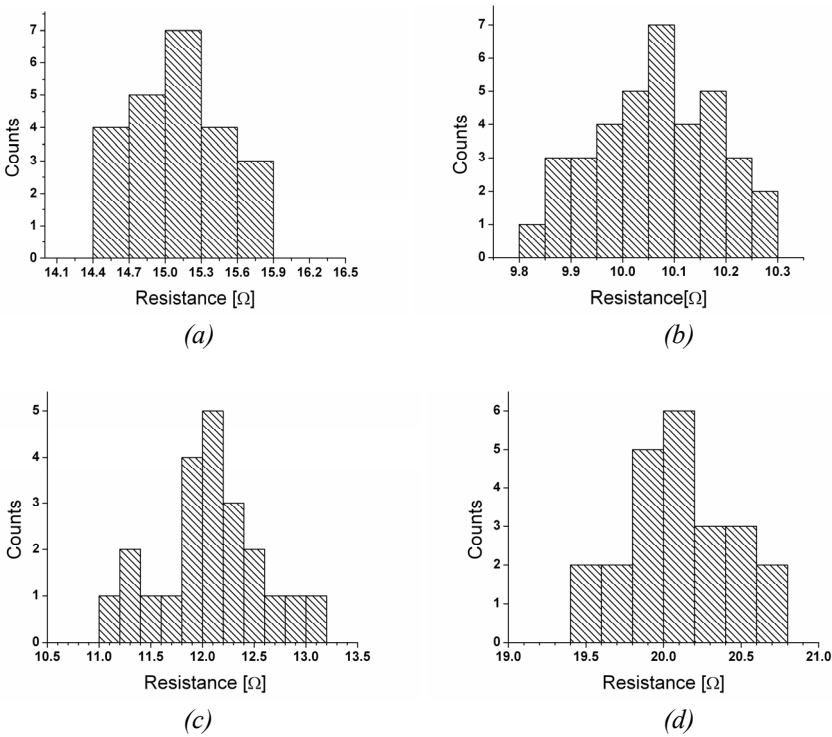 7
6
5
4
3
2
1
0
Counts
14.1 14.4 14.7 15.0 15.3 15.6 15.9 16.2 16.5
Resistance [Ω]
(a)
7
6
5
4
3
2
1
0
Counts
9.8 9.9 10.0 10.1 10.2 10.3
Resistance[Ω]
(b)
5
4
3
2
1
0
Counts
10.5 11.0 11.5 12.0 12.5 13.0 13.5
Resistance [Ω]
(c)
6
5
4
3
2
1
0
Counts
19.0 19.5 20.0 20.5 21.0
Resistance [Ω]
(d)